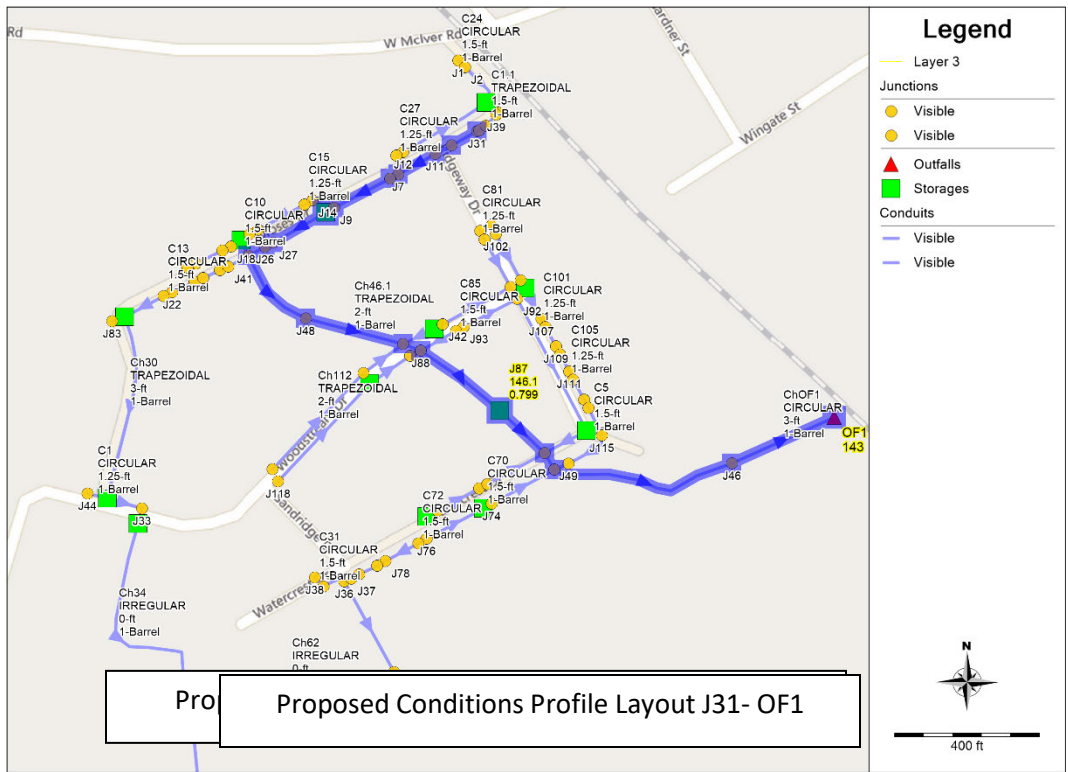 Rd
W McIver Rd
ardner St
Wingate St
C24
CIRCULAR
1.5-ft
1-Barrel
J1
J2
C1.1
TRAPEZOIDAL
1.5-ft
1-Barrel
J39
J31
C27
CIRCULAR
1.25-ft
1-Barrel
J12
J11
J7
dgeway Dr
C15
CIRCULAR
1.25-ft
1-Barrel
J14
J9
C10
CIRCULAR
1.5-ft
1-Barrel
J18
J26
J27
C13
CIRCULAR
1.5-ft
1-Barrel
J41
J22
J83
C81
CIRCULAR
1.25-ft
1-Barrel
J102
C101
CIRCULAR
1.25-ft
1-Barrel
J92
J107
C85
CIRCULAR
1.5-ft
1-Barrel
J42
J93
Ch46.1
TRAPEZOIDAL
2-ft
1-Barrel
J48
J88
C105
CIRCULAR
1.25-ft
1-Barrel
J109
J111
C5
CIRCULAR
1.5-ft
1-Barrel
J115
Ch30
TRAPEZOIDAL
3-ft
1-Barrel
Ch112
TRAPEZOIDAL
2-ft
1-Barrel
J87
146.1
0.799
ChOF1
CIRCULAR
3-ft
1 Barrel
OF1
143
J46
J49
C1
CIRCULAR
1.25-ft
1-Barrel
J44
J33
J118
C70
CIRCULAR
1.5-ft
1-Barrel
J74
C72
CIRCULAR
1.5-ft
1-Barrel
J76
J78
C31
CIRCULAR
1.5-ft
1-Barrel
J38
J36
J37
Watercres
Ch34
IRREGULAR
0-ft
1-Barrel
Ch62
IRREGULAR
0-ft
Prop
Proposed Conditions Profile Layout J31- OF1
Legend
Layer 3
Junctions
Visible
Visible
Outfalls
Storages
Conduits
Visible
Visible
N
400 ft